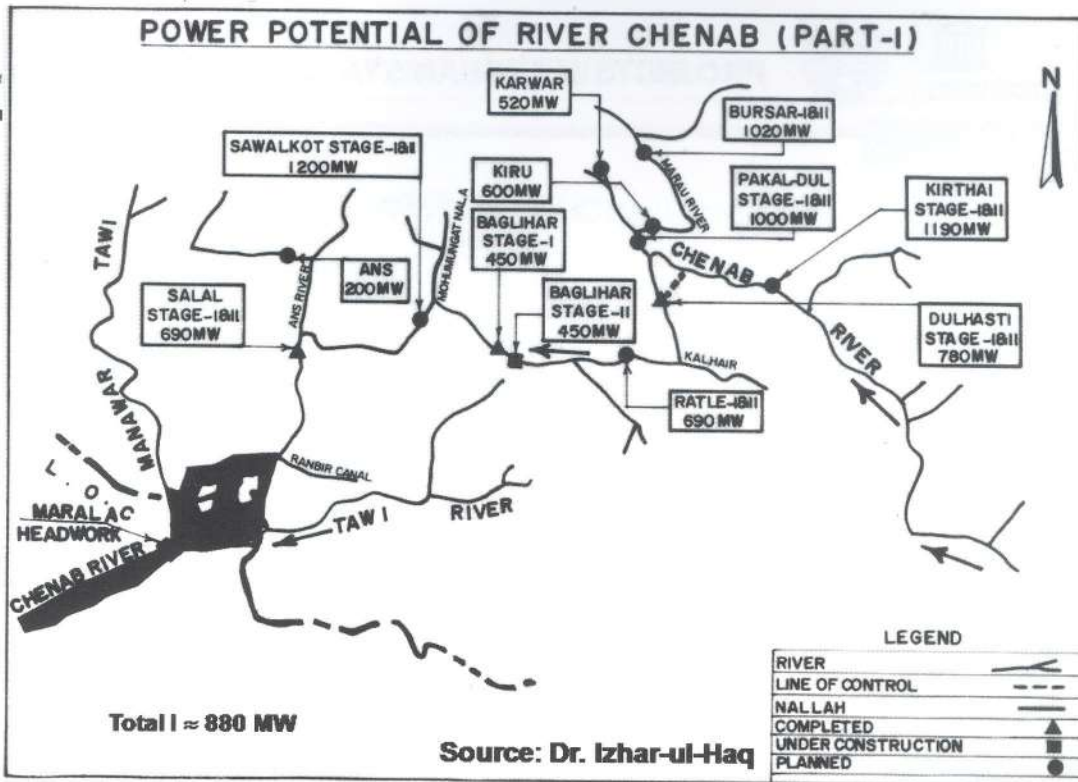 POWER POTENTIAL OF RIVER CHENAB (PART-I)
N
KARWAR
520MW
BURSAR-I&II
1020MW
SAWALKOT STAGE-I&II
1200MW
KIRU
600MW
MARAU RIVER
PAKAL-DUL
STAGE-I&II
1000MW
KIRTHAI
STAGE-I&II
1190MW
TAWI
MOHUMUNGAT NALA
BAGLIHAR
STAGE-I
450MW
CHENAB
RIVER
ANS RIVER
ANS
200MW
SALAL
STAGE-I&II
690MW
BAGLIHAR
STAGE-II
450MW
DULHASTI
STAGE-I&II
780MW
KALHAIR
RATLE-I&II
690MW
MANAWAR
RANBIR CANAL
L.O.C
MARALA
HEADWORK
TAWI RIVER
CHENAB RIVER
LEGEND
RIVER
LINE OF CONTROL
NALLAH
COMPLETED
UNDER CONSTRUCTION
PLANNED
Total I ≈ 880 MW
Source: Dr. Izhar-ul-Haq